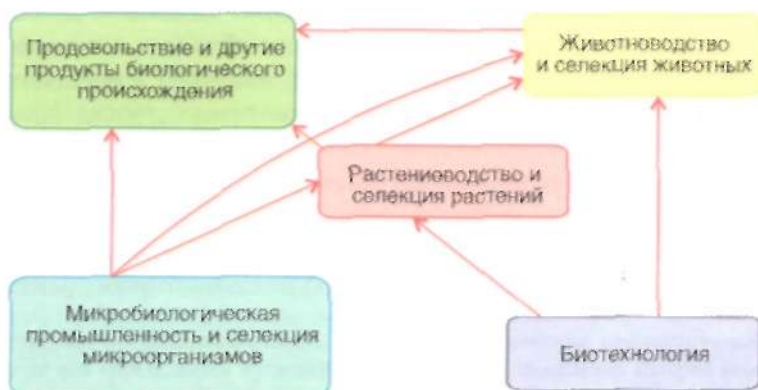 Продовольствие и другие
продукты биологического
происхождения
Животноводство
и селекция животных
Растениеводство и
селекция растений
Микробиологическая
промышленность и селекция
микроорганизмов
Биотехнология